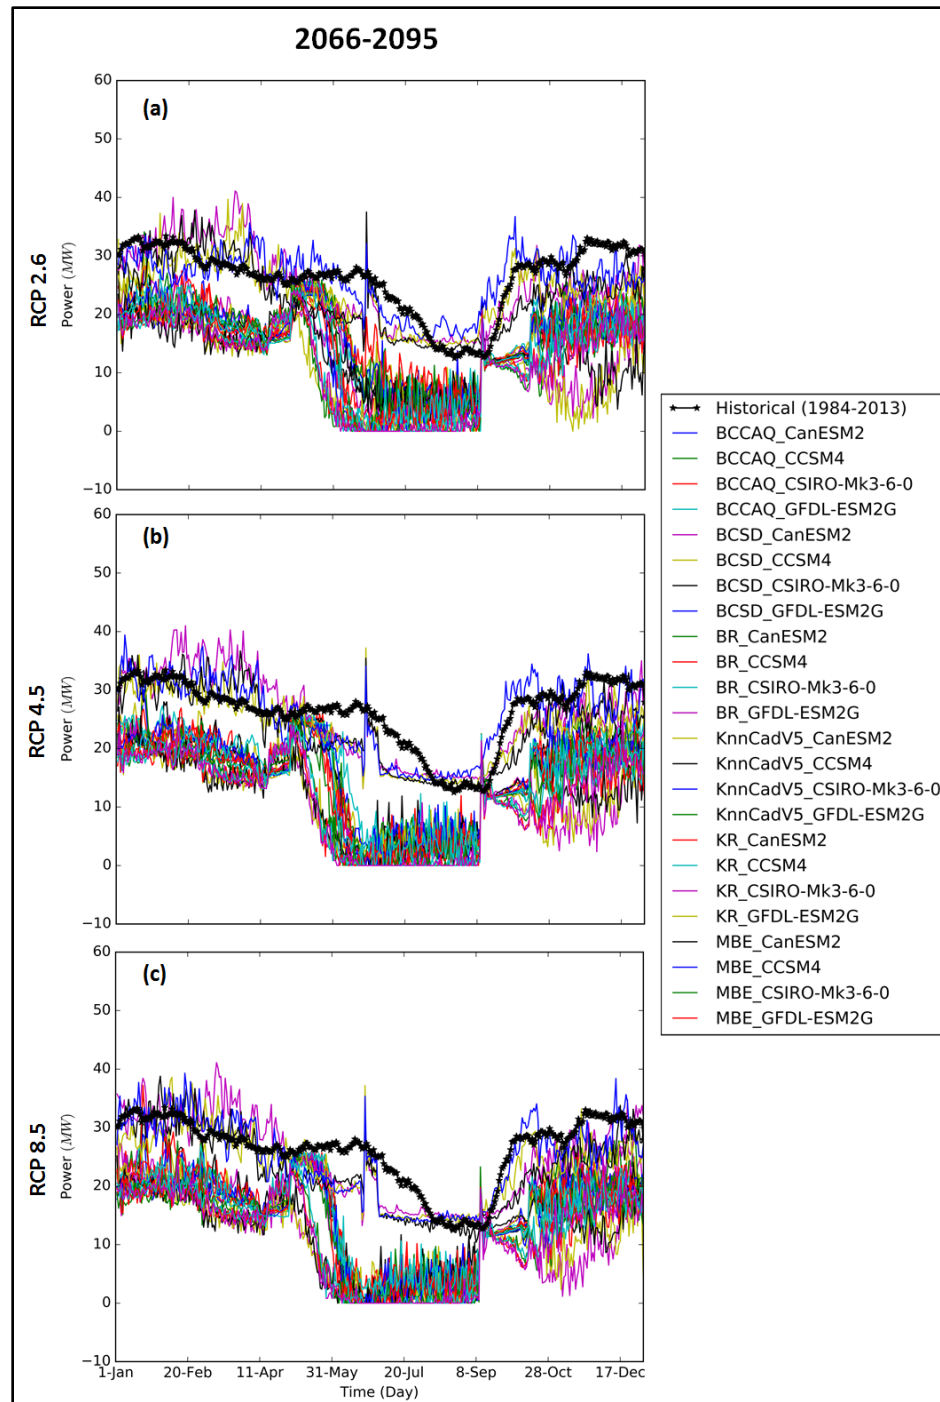 2066-2095
(a)
RCP 2.6
Power (MW)
60
50
40
30
20
10
0
−10
(b)
RCP 4.5
Power (MW)
60
50
40
30
20
10
0
−10
(c)
RCP 8.5
Power (MW)
60
50
40
30
20
10
0
−10
1-Jan 20-Feb 11-Apr 31-May 20-Jul 8-Sep 28-Oct 17-Dec
Time (Day)
Historical (1984-2013)
BCCAQ_CanESM2
BCCAQ_CCSM4
BCCAQ_CSIRO-Mk3-6-0
BCCAQ_GFDL-ESM2G
BCSD_CanESM2
BCSD_CCSM4
BCSD_CSIRO-Mk3-6-0
BCSD_GFDL-ESM2G
BR_CanESM2
BR_CCSM4
BR_CSIRO-Mk3-6-0
BR_GFDL-ESM2G
KnnCadV5_CanESM2
KnnCadV5_CCSM4
KnnCadV5_CSIRO-Mk3-6-0
KnnCadV5_GFDL-ESM2G
KR_CanESM2
KR_CCSM4
KR_CSIRO-Mk3-6-0
KR_GFDL-ESM2G
MBE_CanESM2
MBE_CCSM4
MBE_CSIRO-Mk3-6-0
MBE_GFDL-ESM2G